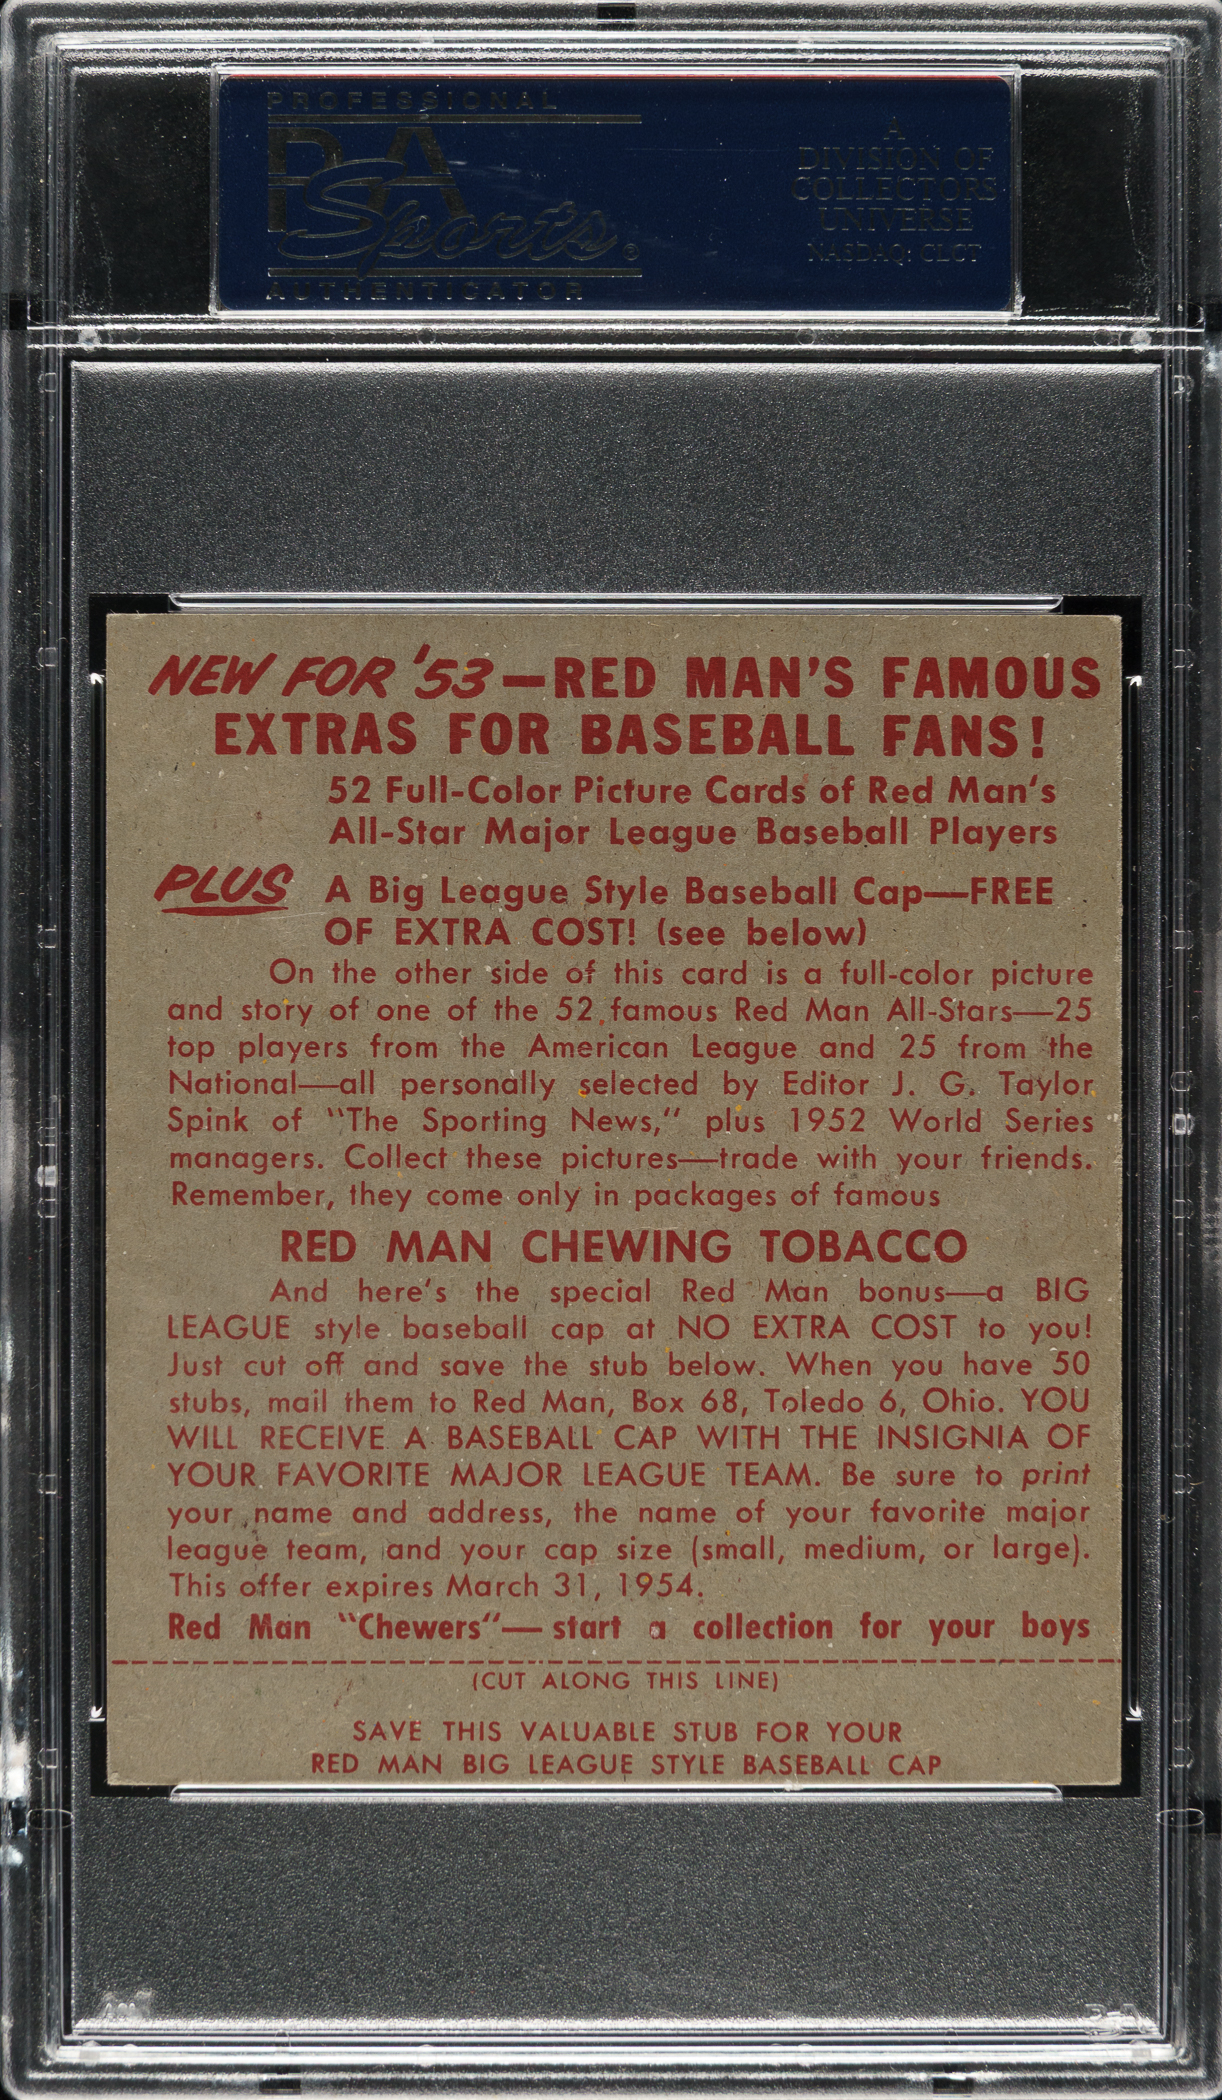 PROFESSIONAL
PSA
Sports®
AUTHENTICATOR
A
DIVISION OF
COLLECTORS
UNIVERSE
NASDAQ: CLCT
NEW FOR '53—RED MAN'S FAMOUS
EXTRAS FOR BASEBALL FANS!
52 Full-Color Picture Cards of Red Man's
All-Star Major League Baseball Players
PLUS A Big League Style Baseball Cap—FREE
OF EXTRA COST! (see below)
On the other side of this card is a full-color picture
and story of one of the 52 famous Red Man All-Stars—25
top players from the American League and 25 from the
National—all personally selected by Editor J. G. Taylor
Spink of "The Sporting News," plus 1952 World Series
managers. Collect these pictures—trade with your friends.
Remember, they come only in packages of famous
RED MAN CHEWING TOBACCO
And here's the special Red Man bonus—a BIG
LEAGUE style baseball cap at NO EXTRA COST to you!
Just cut off and save the stub below. When you have 50
stubs, mail them to Red Man, Box 68, Toledo 6, Ohio. YOU
WILL RECEIVE A BASEBALL CAP WITH THE INSIGNIA OF
YOUR FAVORITE MAJOR LEAGUE TEAM. Be sure to print
your name and address, the name of your favorite major
league team, and your cap size (small, medium, or large).
This offer expires March 31, 1954.
Red Man "Chewers"—start a collection for your boys
(CUT ALONG THIS LINE)
SAVE THIS VALUABLE STUB FOR YOUR
RED MAN BIG LEAGUE STYLE BASEBALL CAP